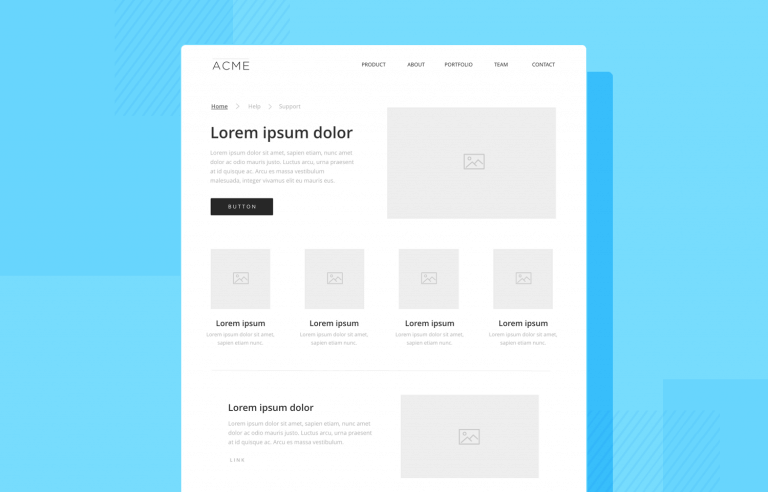 ACME
PRODUCT ABOUT PORTFOLIO TEAM CONTACT
Home > Help > Support
Lorem ipsum dolor
Lorem ipsum dolor sit amet, sapien etiam, nunc amet
dolor ac odio mauris justo. Luctus arcu, urna praesent
at id quisque ac. Arcu es massa vestibulum
malesuada, integer vivamus elit eu mauris eus.
BUTTON
Lorem ipsum
Lorem ipsum dolor sit amet,
sapien etiam nunc.
Lorem ipsum
Lorem ipsum dolor sit amet,
sapien etiam nunc.
Lorem ipsum
Lorem ipsum dolor sit amet,
sapien etiam nunc.
Lorem ipsum
Lorem ipsum dolor sit amet,
sapien etiam nunc.
Lorem ipsum dolor
Lorem ipsum dolor sit amet, sapien etiam,
nunc amet dolor ac odio mauris justo.
Luctus arcu, urna praesent at id quisque ac.
Arcu es massa vestibulum.
LINK